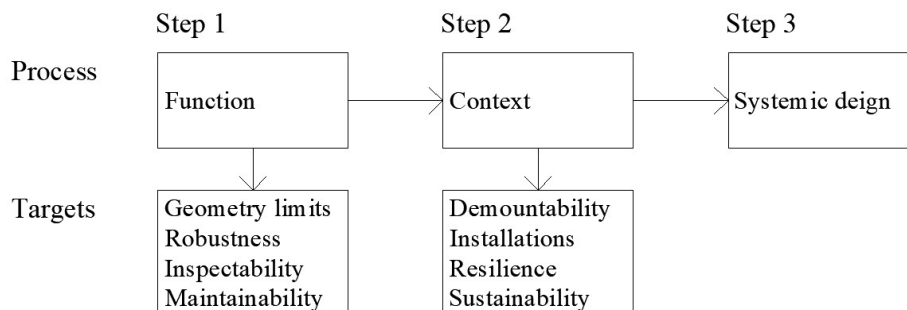 Step 1 Step 2 Step 3
Process
Function Context Systemic deign
Targets
Geometry limits
Robustness
Inspectability
Maintainability
Demountability
Installations
Resilience
Sustainability